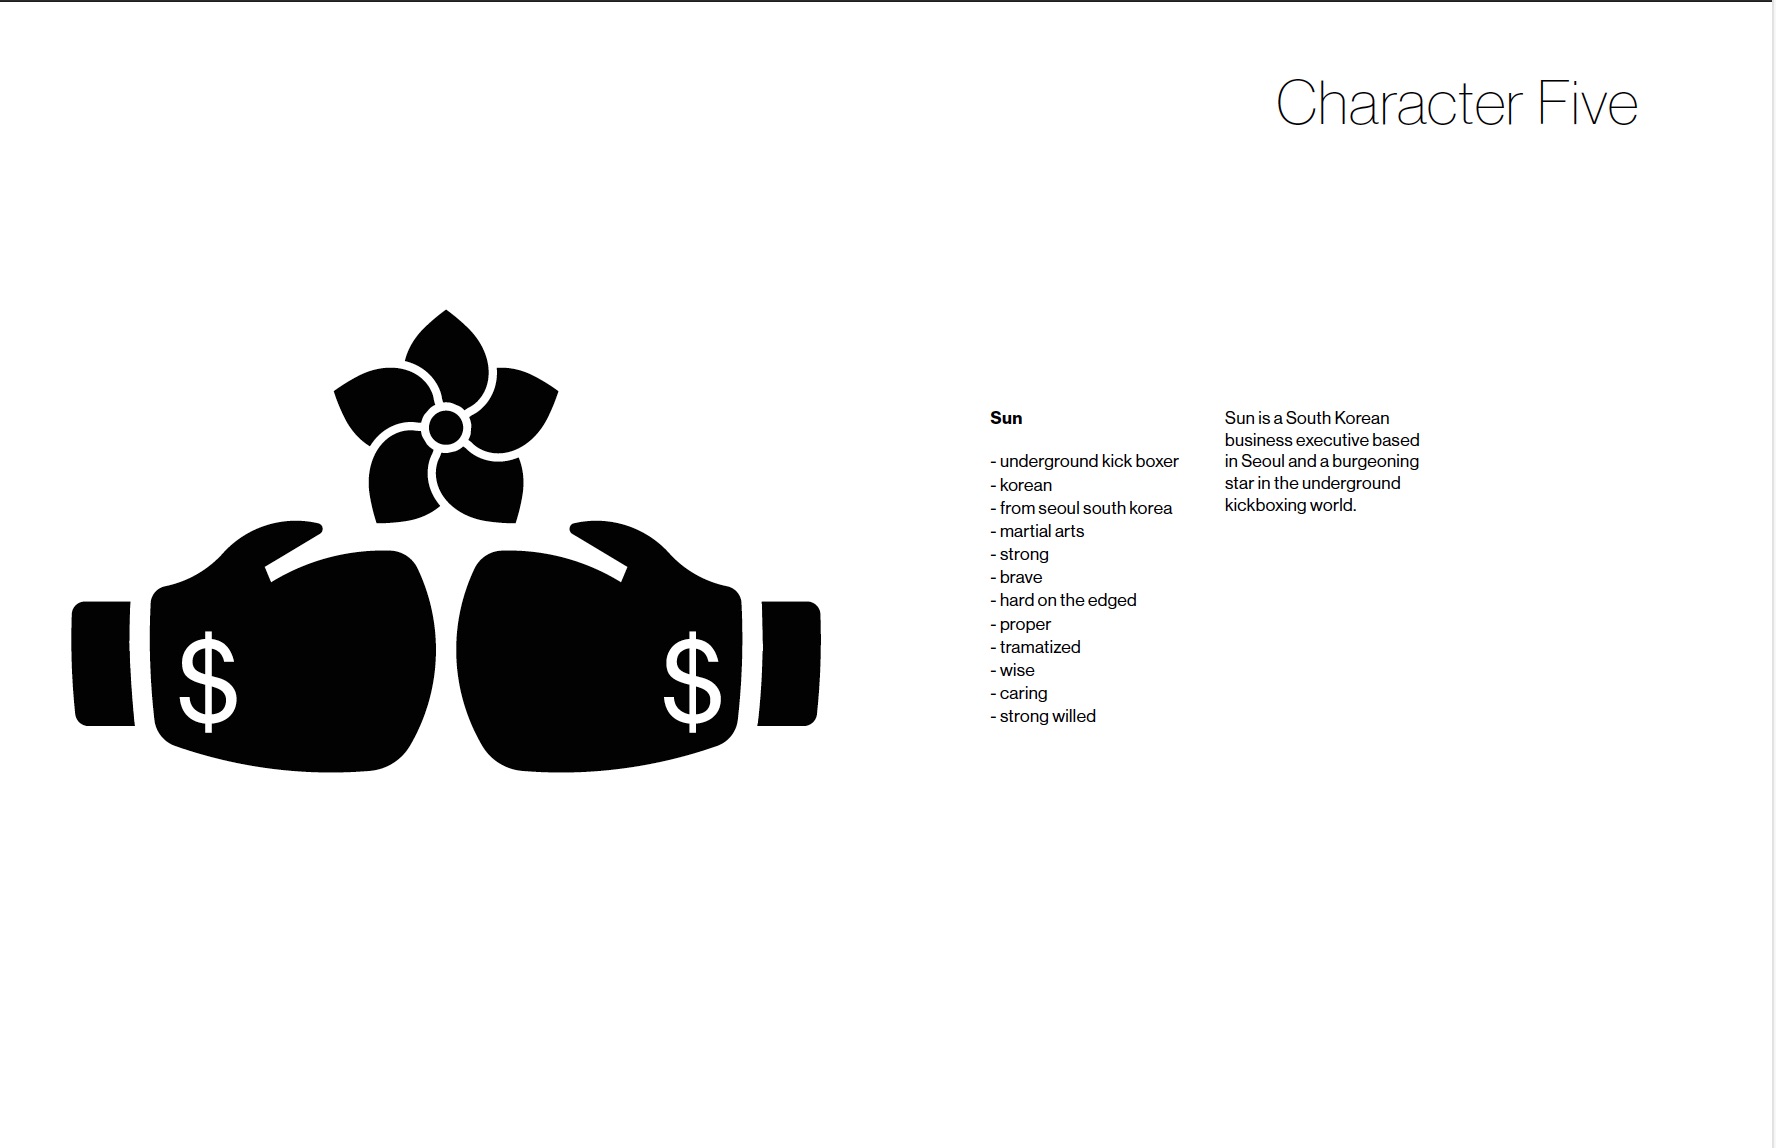 Character Five
$
$
Sun
- underground kick boxer
- korean
- from seoul south korea
- martial arts
- strong
- brave
- hard on the edged
- proper
- tramatized
- wise
- caring
- strong willed
Sun is a South Korean
business executive based
in Seoul and a burgeoning
star in the underground
kickboxing world.